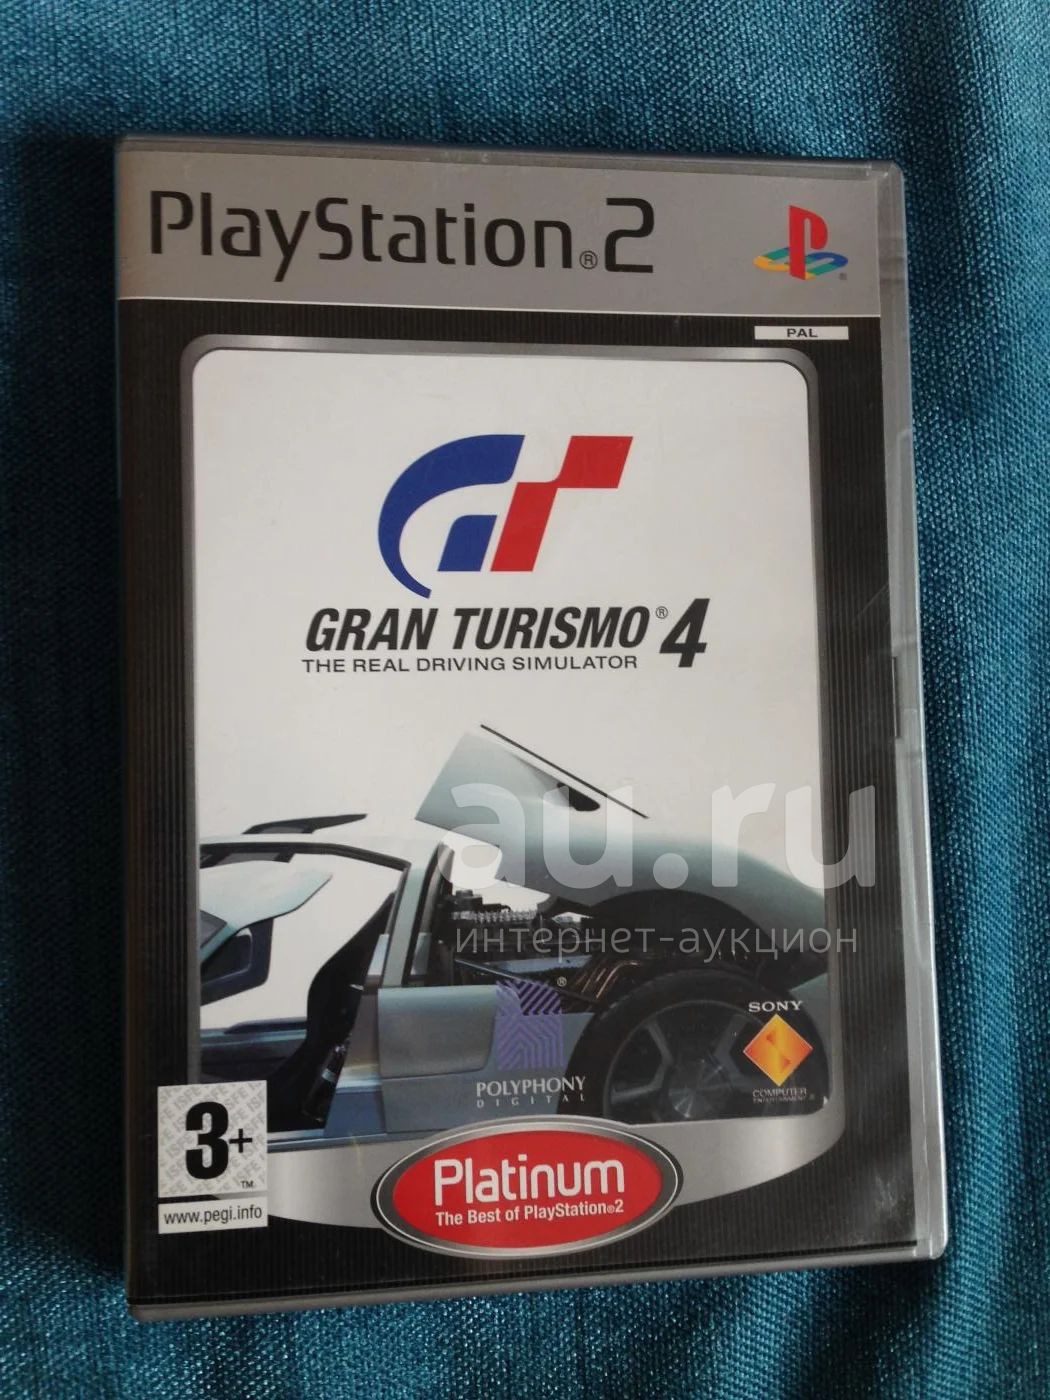 PlayStation®2
PAL
GRAN TURISMO®4
THE REAL DRIVING SIMULATOR
au.ru
интернет-аукцион
®
POLYPHONY
DIGITAL
SONY
COMPUTER
ENTERTAINMENT®
3+
TM
www.pegi.info
Platinum
The Best of PlayStation®2